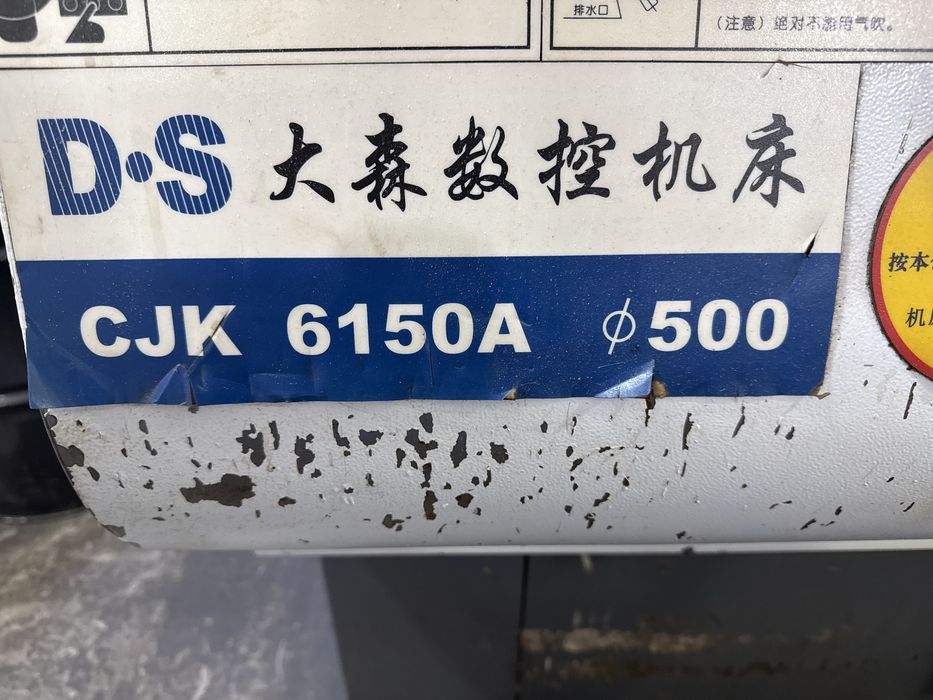 排水口
（注意）绝对不能用气吹。
D·S 大森数控机床
CJK 6150A φ500
按本
机